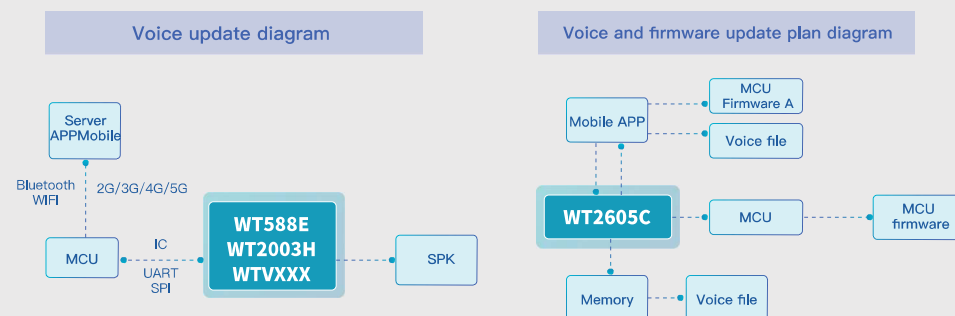 Voice update diagram
Server
APPMobile
Bluetooth
WIFI
2G/3G/4G/5G
MCU
IC
UART
SPI
WT588E
WT2003H
WTVXXX
SPK
Voice and firmware update plan diagram
Mobile APP
MCU
Firmware A
Voice file
WT2605C
MCU
MCU
firmware
Memory
Voice file